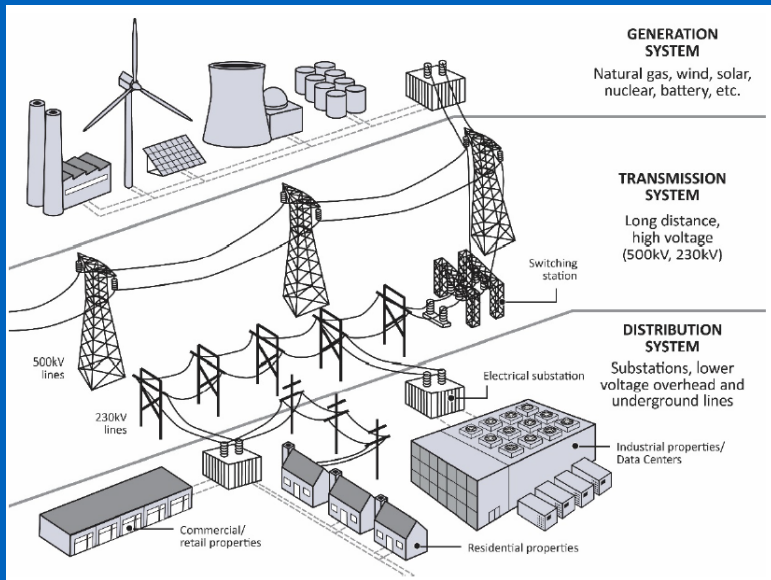 GENERATION
SYSTEM
Natural gas, wind, solar,
nuclear, battery, etc.
TRANSMISSION
SYSTEM
Long distance,
high voltage
(500kV, 230kV)
Switching
station
500kV
lines
230kV
lines
DISTRIBUTION
SYSTEM
Substations, lower
voltage overhead and
underground lines
Electrical substation
Industrial properties/
Data Centers
Commercial/
retail properties
Residential properties